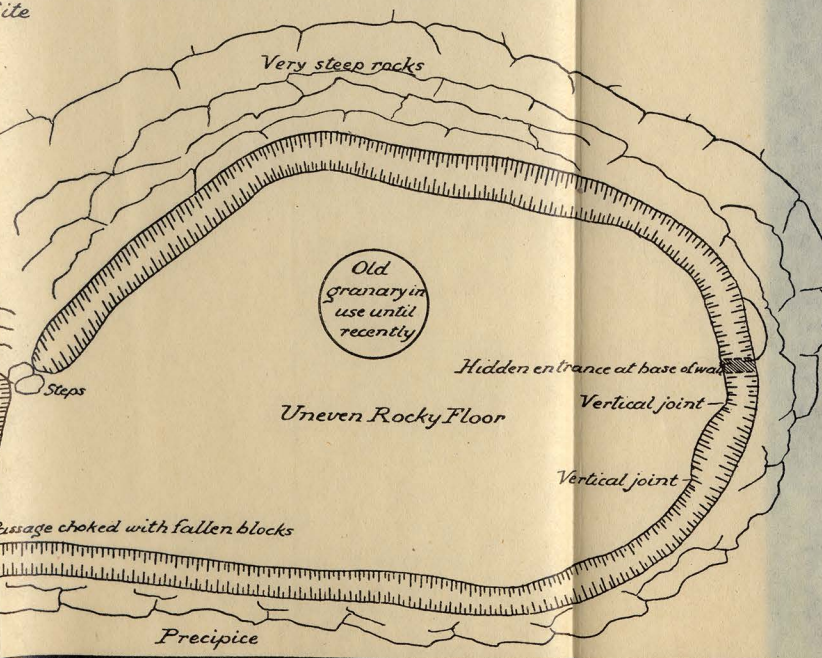 ite
Very steep rocks
Old
granary in
use until
recently
Hidden entrance at base of wall
Steps
Vertical joint
Uneven Rocky Floor
Vertical joint
assage choked with fallen blocks
Precipice